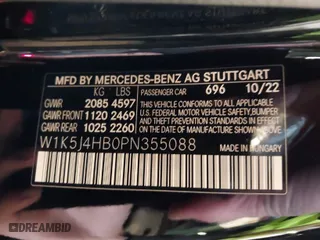 MFD BY MERCEDES-BENZ AG STUTTGART
KG LBS PASSENGER CAR 696 10/22
GVWR 2085 4597 THIS VEHICLE CONFORMS TO ALL APPLICABLE
GAWR FRONT 1120 2469 U.S. FEDERAL MOTOR VEHICLE SAFETY, BUMPER
GAWR REAR 1025 2260 AND THEFT PREVENTION STANDARDS IN EFFECT
ON THE DATE OF MANUFACTURE SHOWN ABOVE.
W1K5J4HB0PN355088 MADE IN HUNGARY
DREAMBID